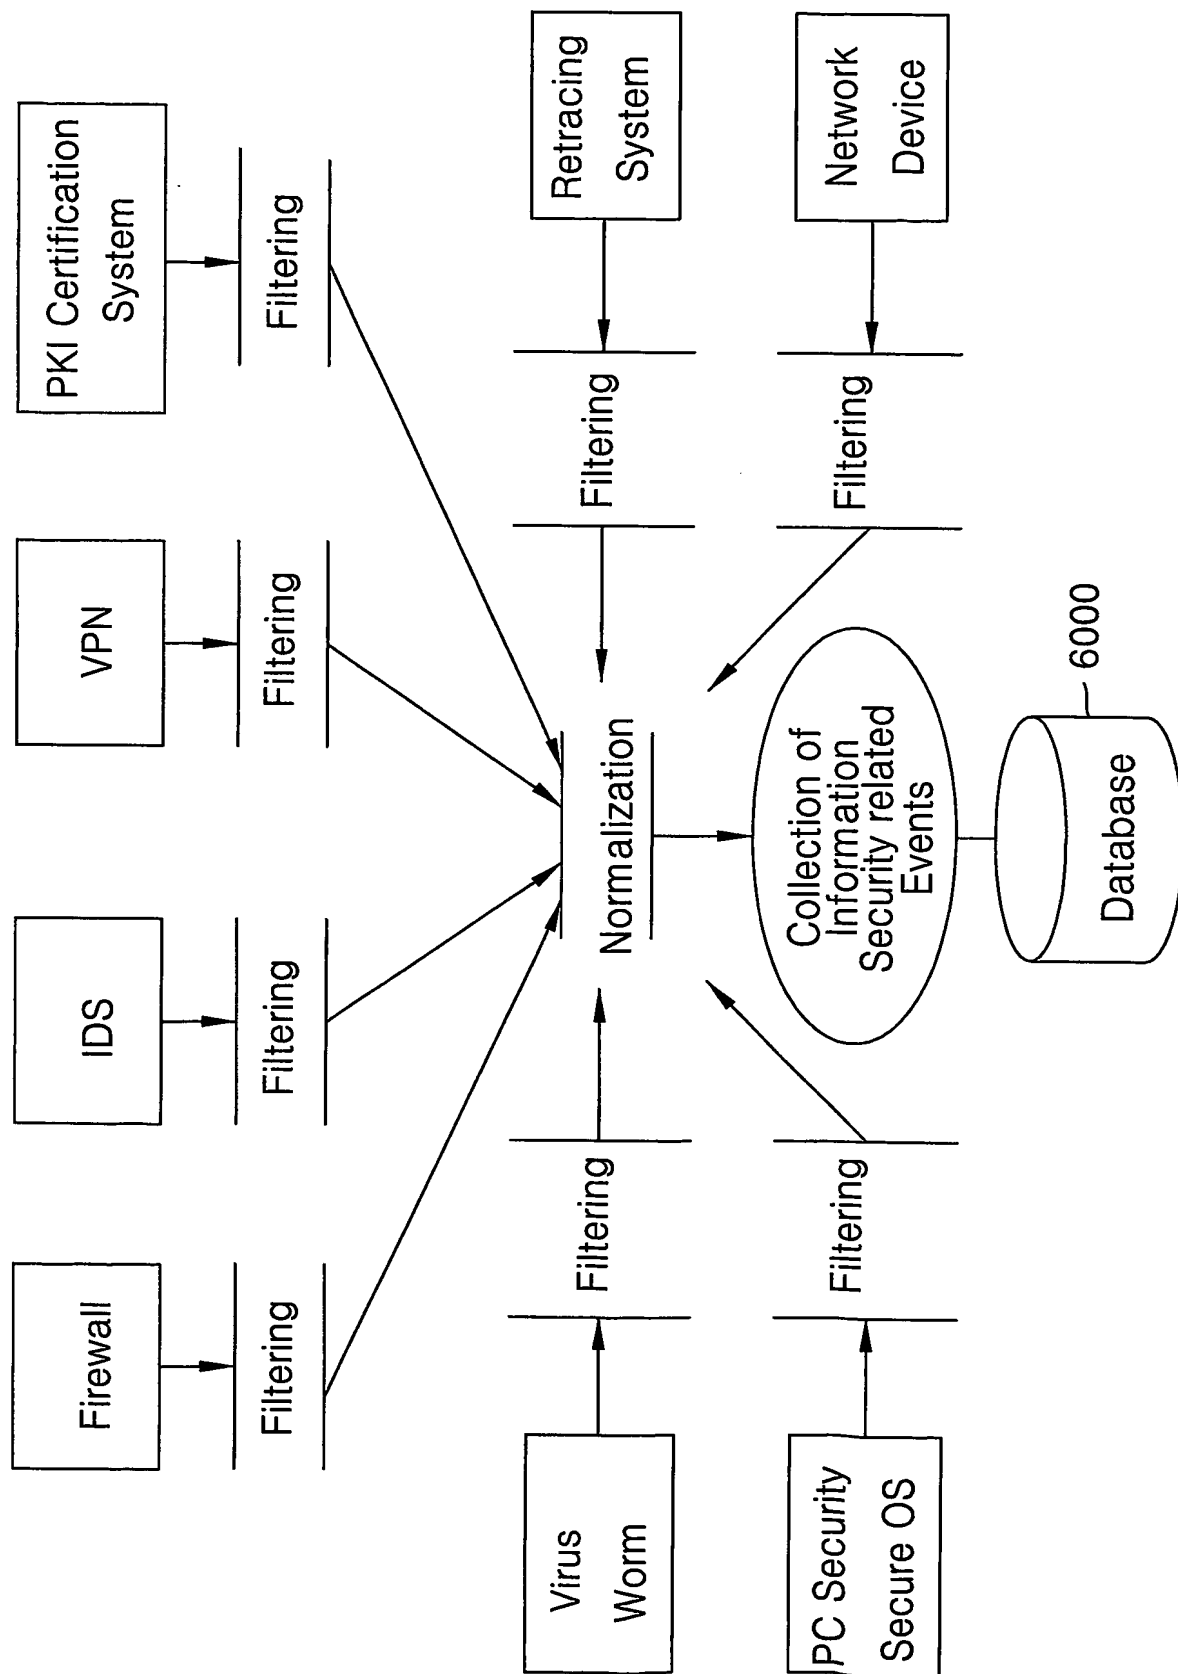 Firewall
IDS
VPN
PKI Certification
System
Filtering
Filtering
Filtering
Filtering
Virus
Worm
Filtering
Normalization
Filtering
Retracing
System
PC Security
Secure OS
Filtering
Collection of
Information
Security related
Events
Filtering
Network
Device
6000
Database